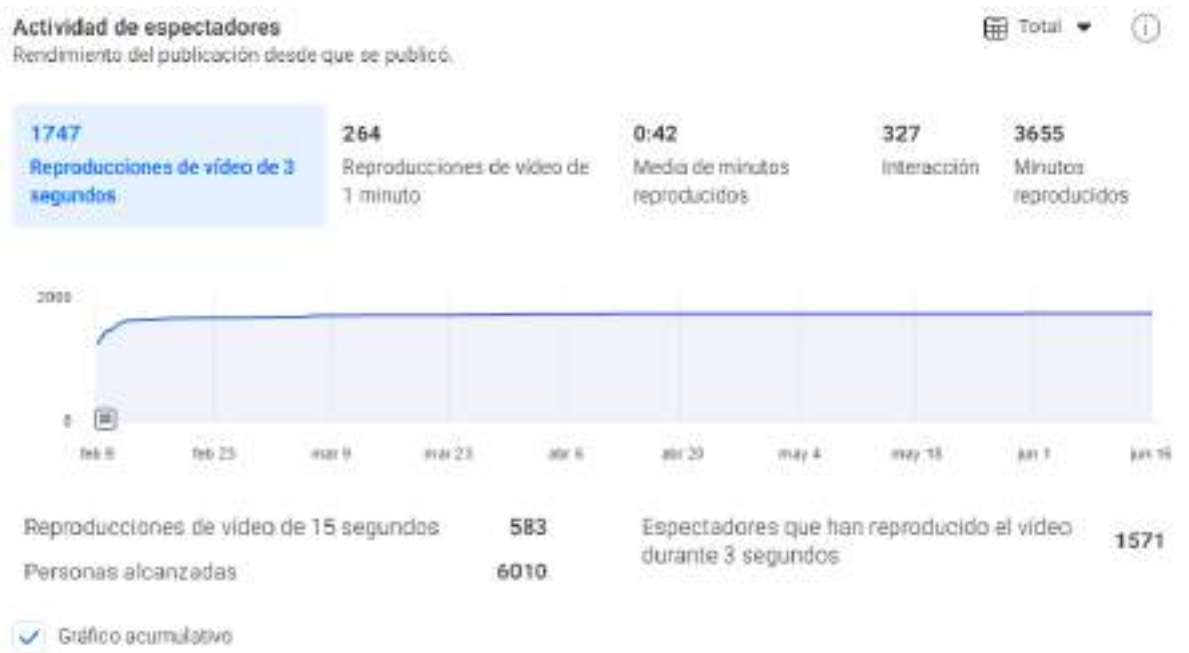 Actividad de espectadores
Total
Rendimiento del publicación desde que se publicó.
1747
Reproducciones de vídeo de 3
segundos
264
Reproducciones de vídeo de
1 minuto
0:42
Media de minutos
reproducidos
327
Interacción
3655
Minutos
reproducidos
2000
0
feb 9 feb 23 mar 9 mar 23 abr 6 abr 20 may 4 may 18 jun 1 jun 16
Reproducciones de vídeo de 15 segundos 583
Personas alcanzadas 6010
Espectadores que han reproducido el vídeo
durante 3 segundos
1571
Gráfico acumulativo